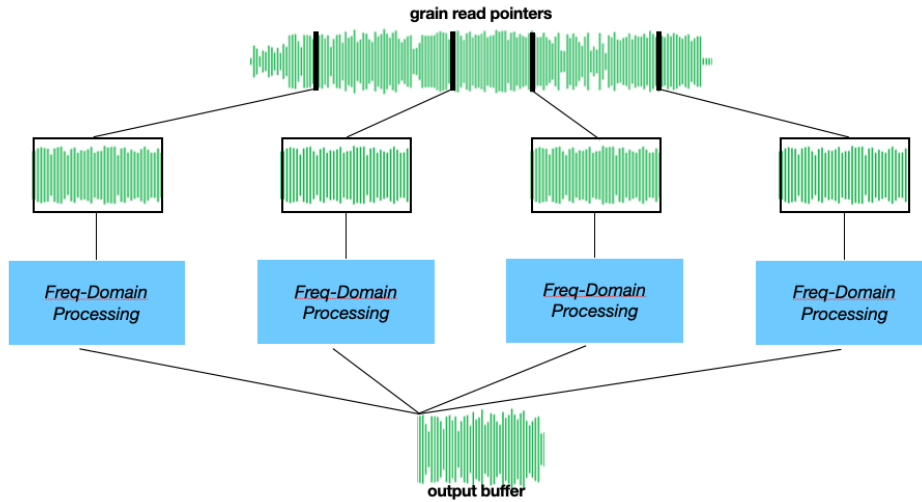 grain read pointers
Freq-Domain
Processing
Freq-Domain
Processing
Freq-Domain
Processing
Freq-Domain
Processing
output buffer